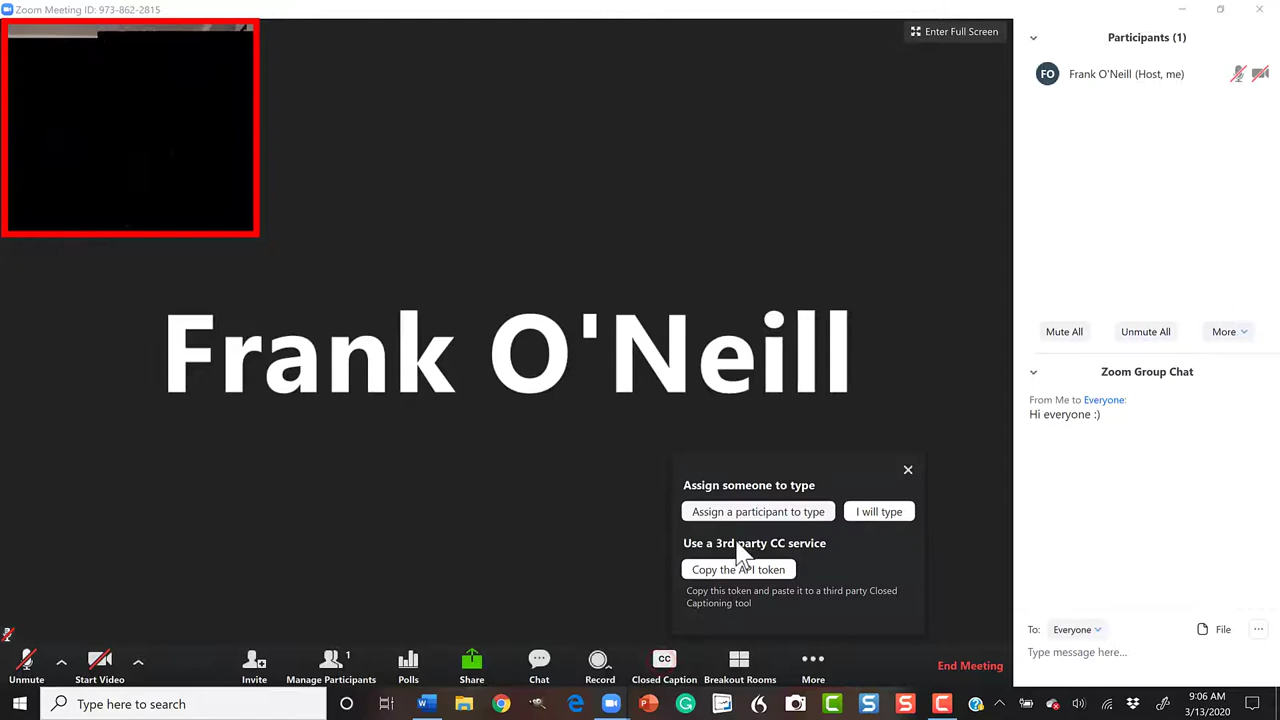 Zoom Meeting ID: 973-862-2815
Enter Full Screen
Participants (1)
FO Frank O'Neill (Host, me)
Frank O'Neill
Mute All Unmute All More
Zoom Group Chat
From Me to Everyone:
Hi everyone :)
Assign someone to type
Assign a participant to type I will type
Use a 3rd party CC service
Copy the API token
Copy this token and paste it to a third party Closed
Captioning tool
To: Everyone File
Type message here...
1
CC
Unmute Start Video Invite Manage Participants Polls Share Chat Record Closed Caption Breakout Rooms More End Meeting
Type here to search
9:06 AM
3/13/2020